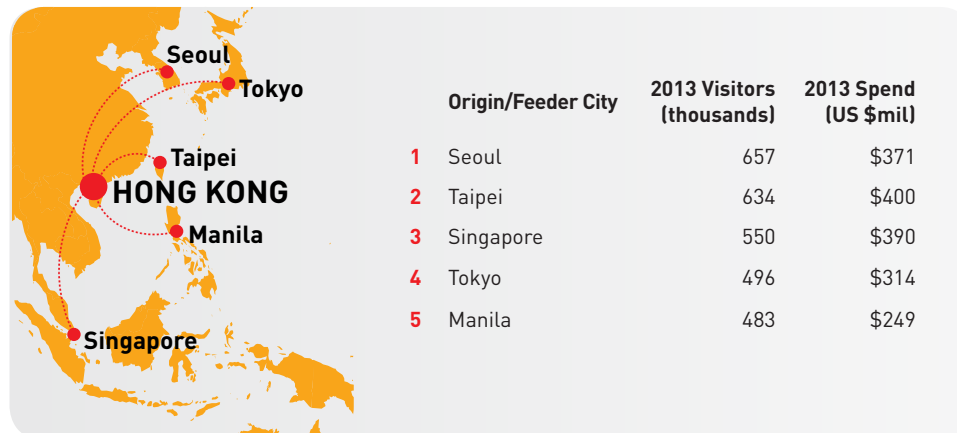 Seoul
Tokyo
Taipei
HONG KONG
Manila
Singapore
Origin/Feeder City 2013 Visitors (thousands) 2013 Spend (US $mil)
1 Seoul 657 $371
2 Taipei 634 $400
3 Singapore 550 $390
4 Tokyo 496 $314
5 Manila 483 $249